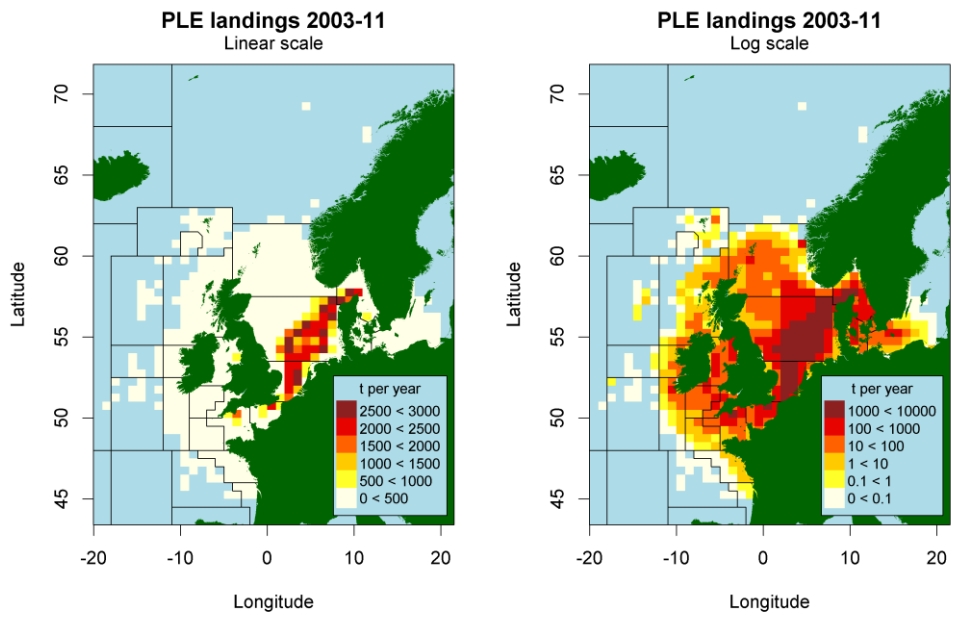 PLE landings 2003-11
Linear scale
Latitude
70
65
60
55
50
45
-20
-10
0
10
20
Longitude
t per year
2500 < 3000
2000 < 2500
1500 < 2000
1000 < 1500
500 < 1000
0 < 500
PLE landings 2003-11
Log scale
Latitude
70
65
60
55
50
45
-20
-10
0
10
20
Longitude
t per year
1000 < 10000
100 < 1000
10 < 100
1 < 10
0.1 < 1
0 < 0.1